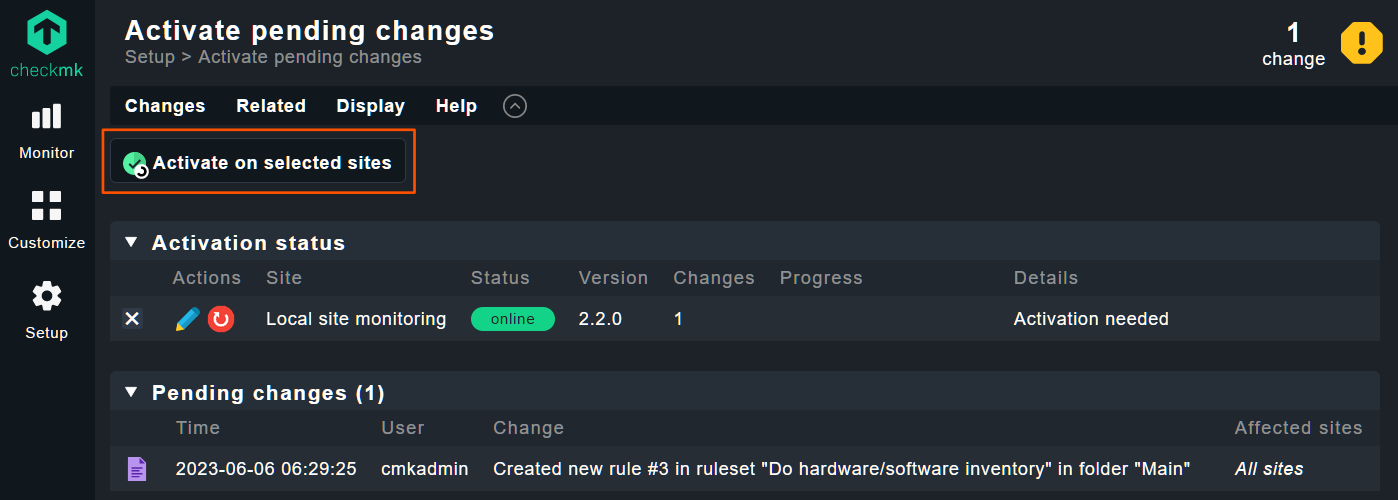 Activate pending changes
Setup > Activate pending changes
1
change
checkmk
Changes Related Display Help
Monitor
Activate on selected sites
Customize
Activation status
Actions Site Status Version Changes Progress Details
Local site monitoring online 2.2.0 1 Activation needed
Setup
Pending changes (1)
Time User Change Affected sites
2023-06-06 06:29:25 cmkadmin Created new rule #3 in ruleset "Do hardware/software inventory" in folder "Main" All sites